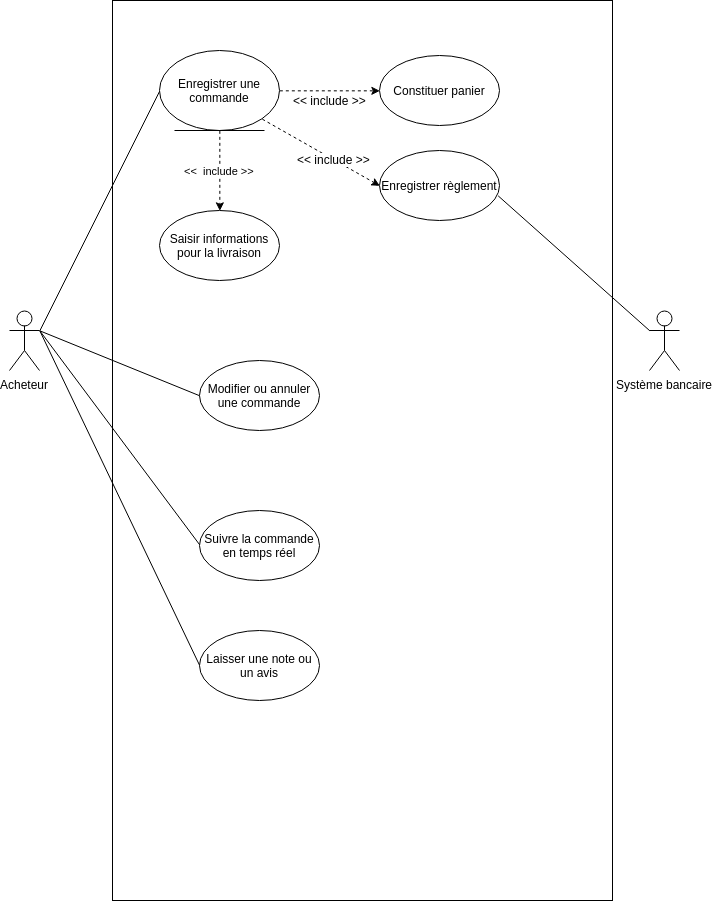 Enregistrer une
commande
<< include >>
Constituer panier
<< include >>
Enregistrer règlement
<< include >>
Saisir informations
pour la livraison
Acheteur
Système bancaire
Modifier ou annuler
une commande
Suivre la commande
en temps réel
Laisser une note ou
un avis